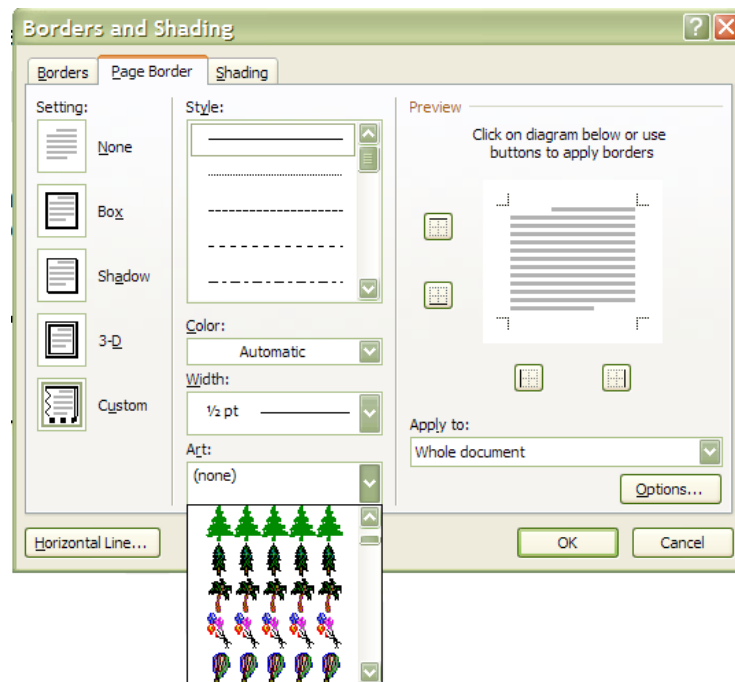 Borders and Shading
Borders
Page Border
Shading
Setting:
None
Box
Shadow
3-D
Custom
Style:
Color:
Automatic
Width:
½ pt
Art:
(none)
Preview
Click on diagram below or use
buttons to apply borders
Apply to:
Whole document
Options...
Horizontal Line...
OK
Cancel